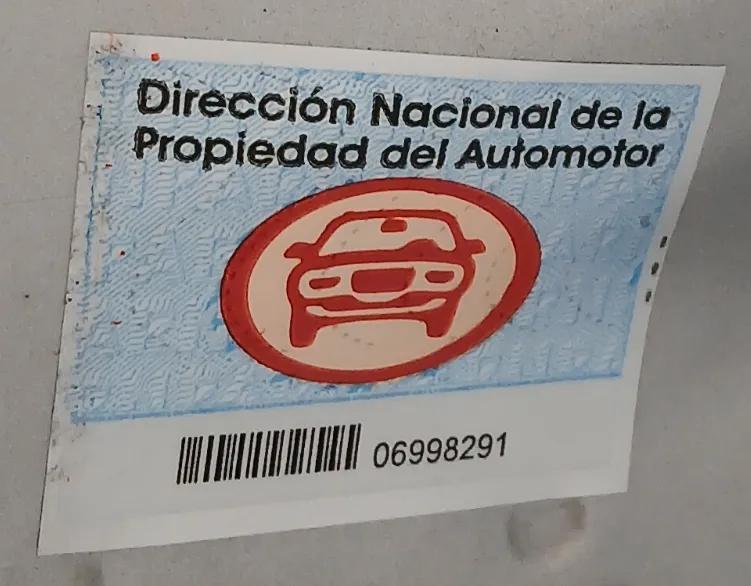 Dirección Nacional de la
Propiedad del Automotor
06998291